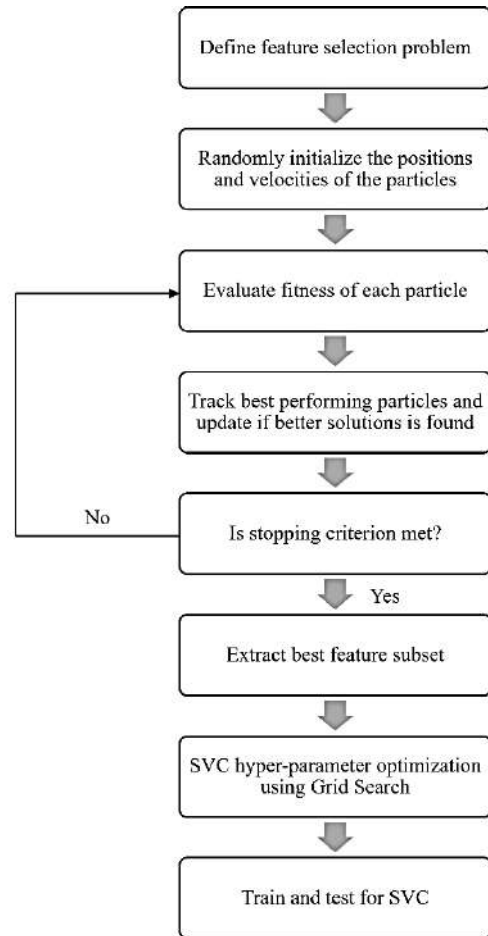 Define feature selection problem
Randomly initialize the positions
and velocities of the particles
Evaluate fitness of each particle
Track best performing particles and
update if better solutions is found
No
Is stopping criterion met?
Yes
Extract best feature subset
SVC hyper-parameter optimization
using Grid Search
Train and test for SVC